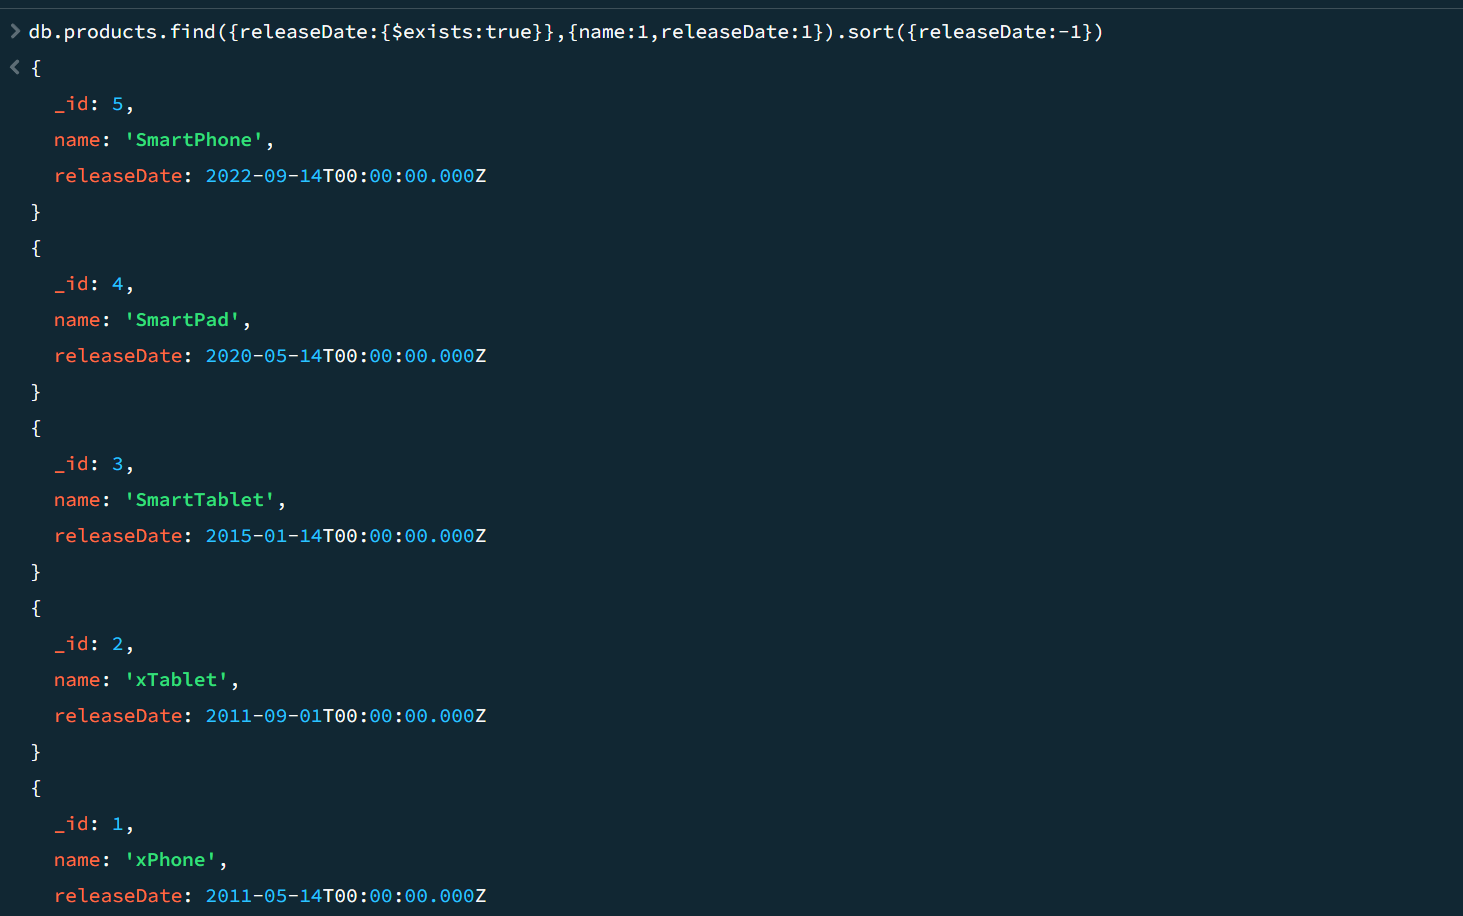 > db.products.find({releaseDate:{$exists:true}},{name:1,releaseDate:1}).sort({releaseDate:-1})
< {
_id: 5,
name: 'SmartPhone',
releaseDate: 2022-09-14T00:00:00.000Z
}
{
_id: 4,
name: 'SmartPad',
releaseDate: 2020-05-14T00:00:00.000Z
}
{
_id: 3,
name: 'SmartTablet',
releaseDate: 2015-01-14T00:00:00.000Z
}
{
_id: 2,
name: 'xTablet',
releaseDate: 2011-09-01T00:00:00.000Z
}
{
_id: 1,
name: 'xPhone',
releaseDate: 2011-05-14T00:00:00.000Z